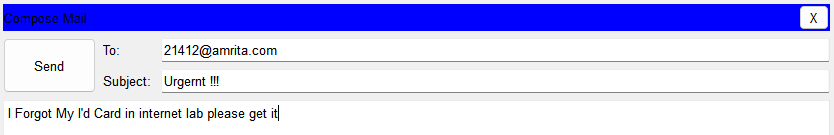 Compose Mail X
Send
To: 21412@amrita.com
Subject: Urgernt !!!
I Forgot My I'd Card in internet lab please get it